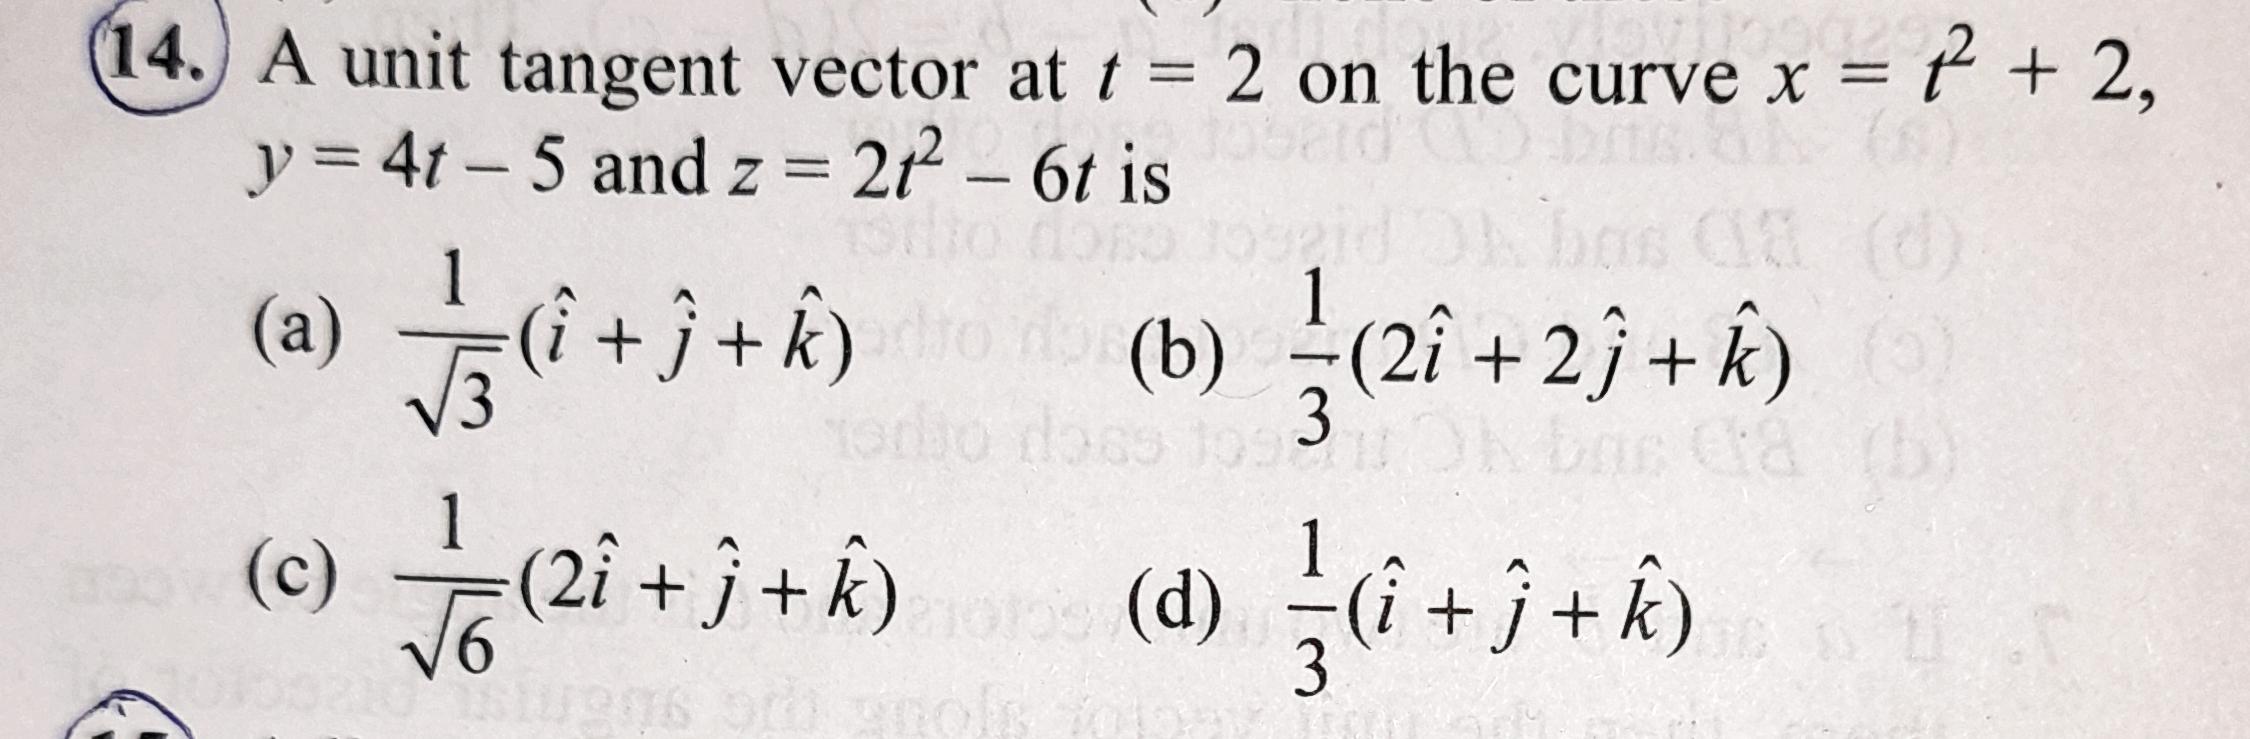 14. A unit tangent vector at t = 2 on the curve x = t² + 2,
y = 4t – 5 and z = 2t² – 6t is
(a) 1/√3 (î + ĵ + k̂) (b) 1/3 (2î + 2ĵ + k̂)
(c) 1/√6 (2î + ĵ + k̂) (d) 1/3 (î + ĵ + k̂)